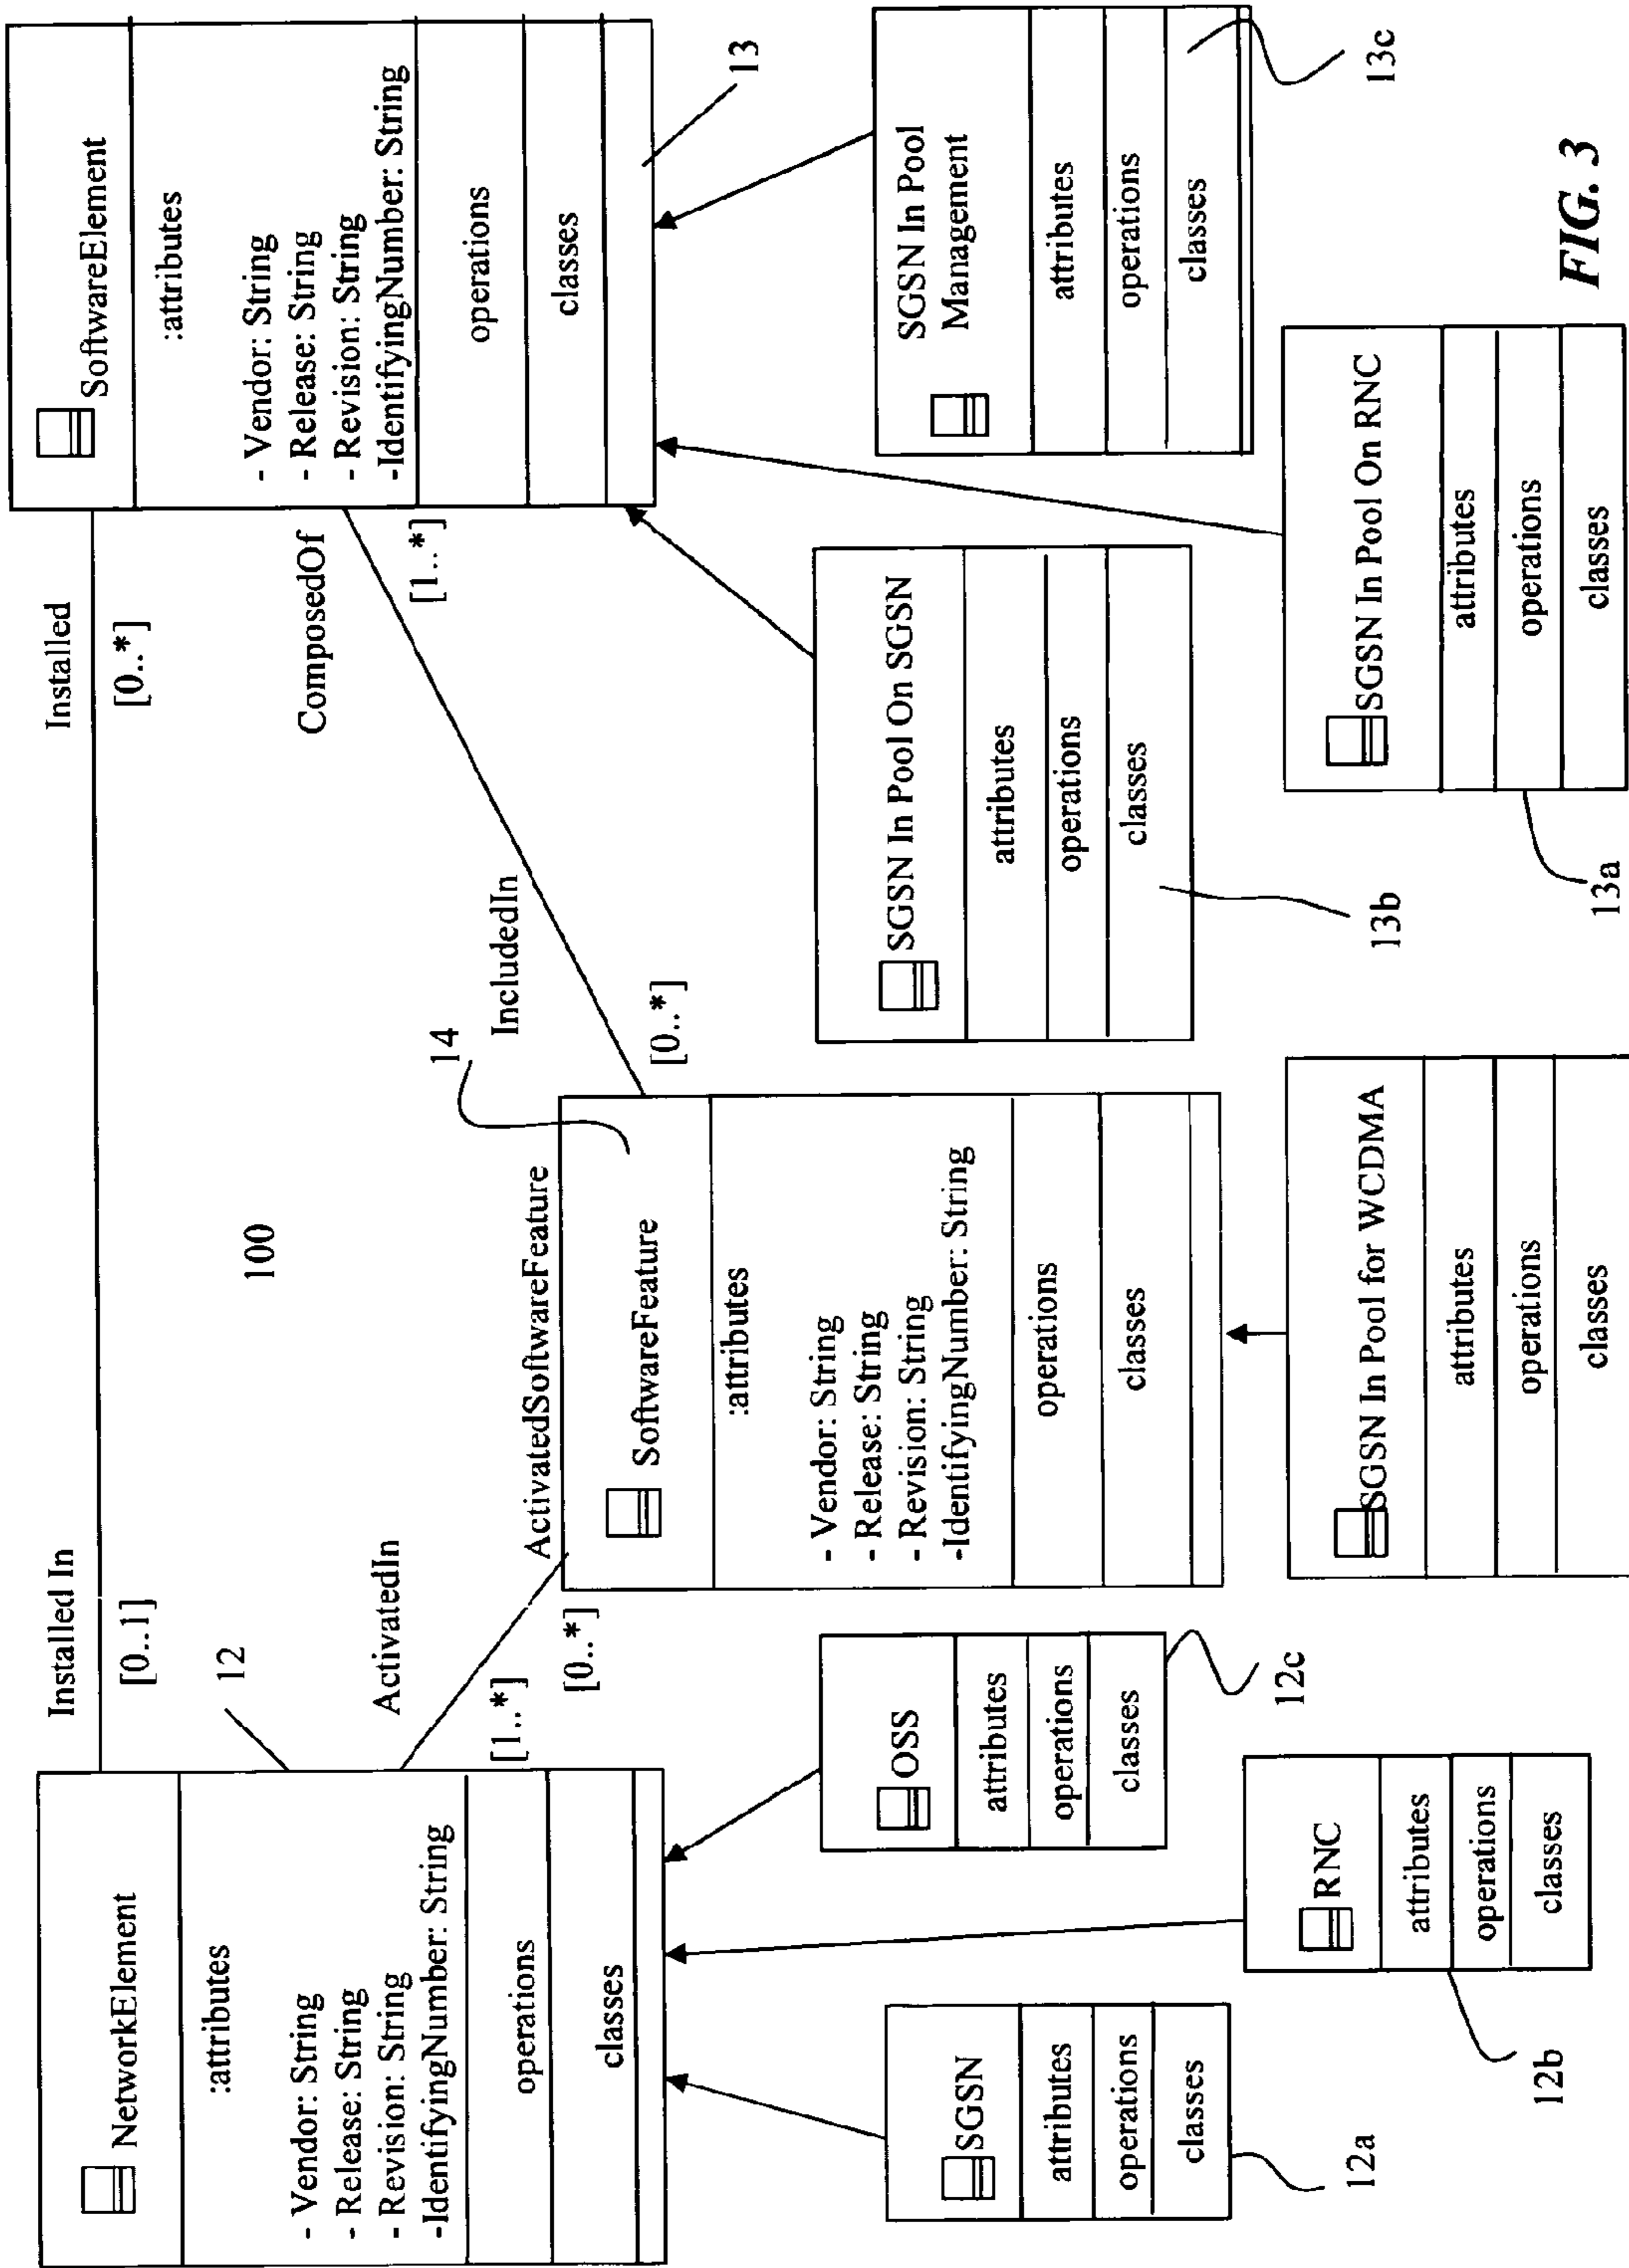 NetworkElement
:attributes
- Vendor: String
- Release: String
- Revision: String
-IdentifyingNumber: String
operations
classes
Installed In
[0..1]
12
ActivatedIn
[1..*]
100
Installed
[0..*]
SoftwareElement
:attributes
- Vendor: String
- Release: String
- Revision: String
-IdentifyingNumber: String
operations
classes
13
ComposedOf
[1..*]
IncludedIn
[0..*]
14
ActivatedSoftwareFeature
[0..*]
SoftwareFeature
:attributes
- Vendor: String
- Release: String
- Revision: String
-IdentifyingNumber: String
operations
classes
SGSN
attributes
operations
classes
12a
RNC
attributes
operations
classes
12b
OSS
attributes
operations
classes
12c
SGSN In Pool for WCDMA
attributes
operations
classes
SGSN In Pool On SGSN
attributes
operations
classes
13b
SGSN In Pool On RNC
attributes
operations
classes
13a
SGSN In Pool
Management
attributes
operations
classes
13c
FIG. 3